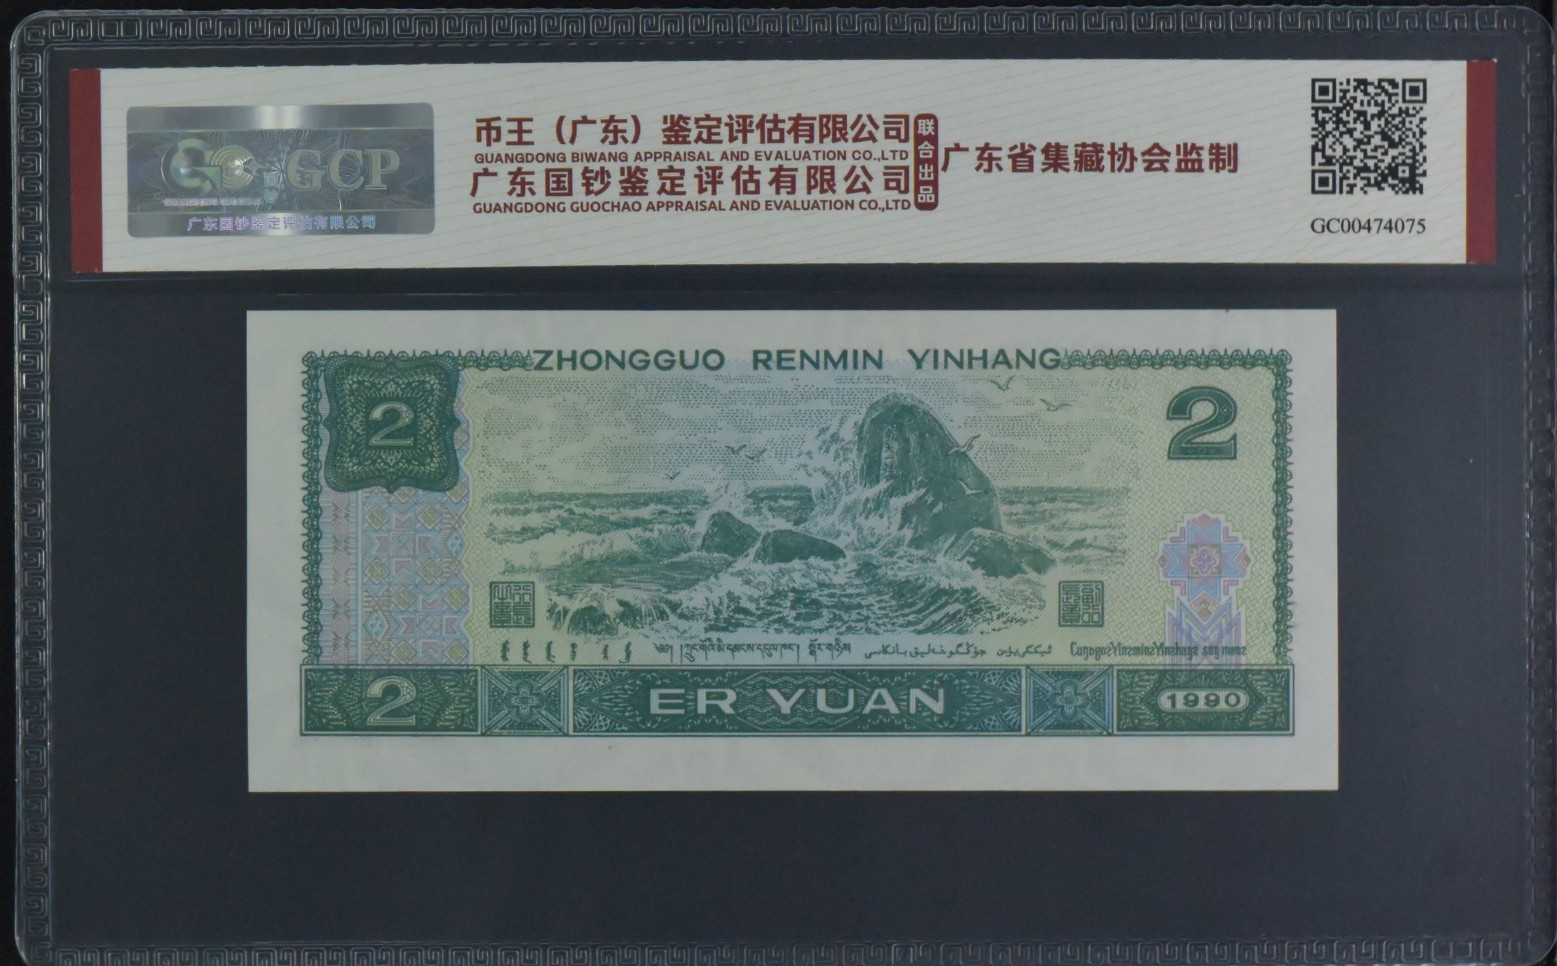 GCP
广东国钞鉴定评估有限公司
币王（广东）鉴定评估有限公司
GUANGDONG BIWANG APPRAISAL AND EVALUATION CO.,LTD
广东国钞鉴定评估有限公司
GUANGDONG GUOCHAO APPRAISAL AND EVALUATION CO.,LTD
联合出品
广东省集藏协会监制
GC00474075
ZHONGGUO RENMIN YINHANG
2
2
2
ER YUAN
1990